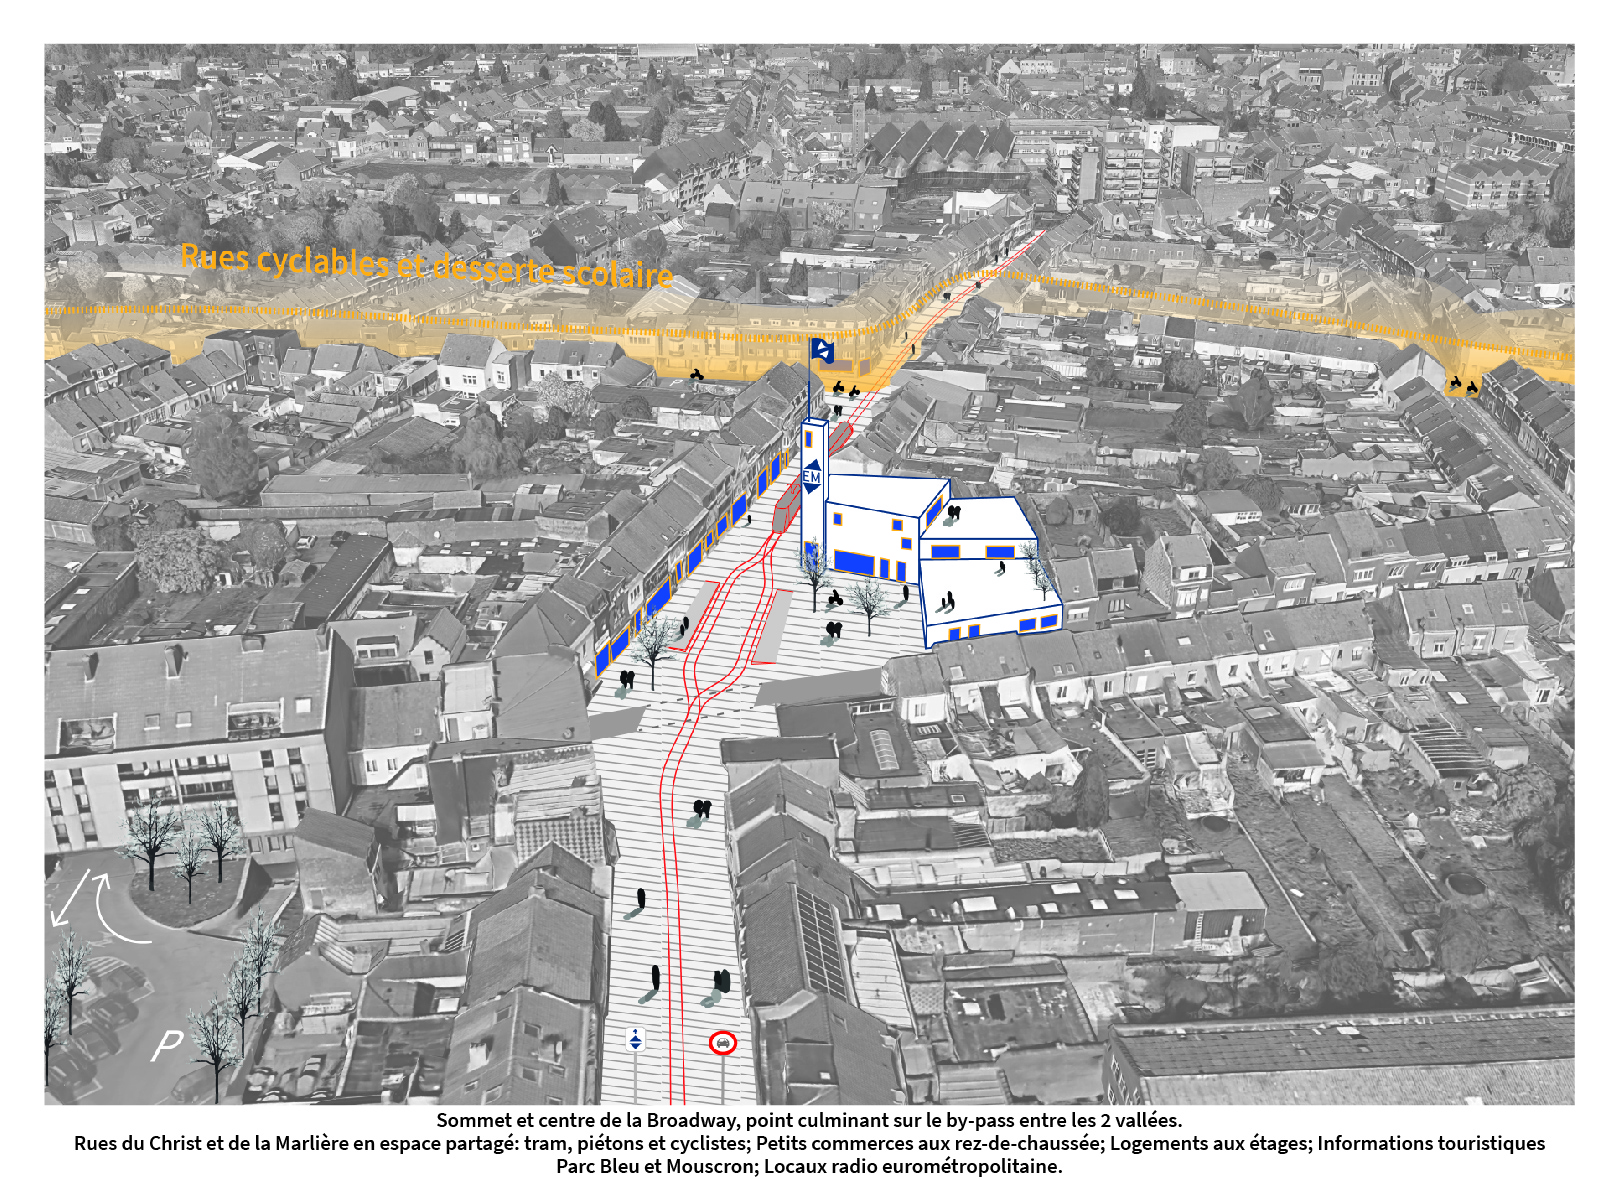 Rues cyclables et desserte scolaire
EM
P
Sommet et centre de la Broadway, point culminant sur le by-pass entre les 2 vallées.
Rues du Christ et de la Marlière en espace partagé: tram, piétons et cyclistes; Petits commerces aux rez-de-chaussée; Logements aux étages; Informations touristiques
Parc Bleu et Mouscron; Locaux radio eurométropolitaine.